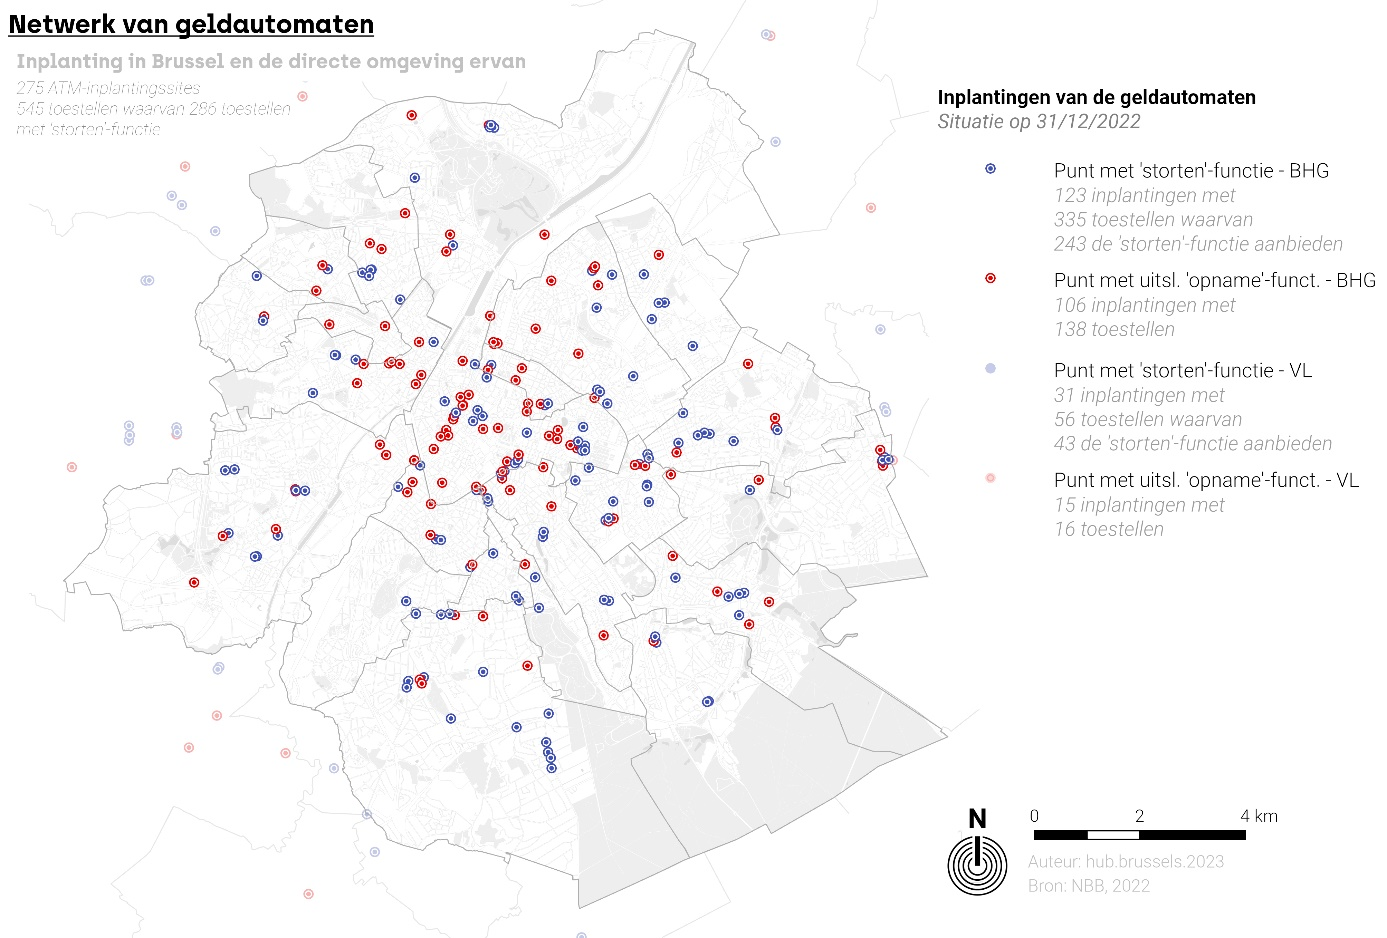 Netwerk van geldautomaten
Inplanting in Brussel en de directe omgeving ervan
275 ATM-inplantingssites
545 toestellen waarvan 286 toestellen
met 'storten'-functie
Inplantingen van de geldautomaten
Situatie op 31/12/2022
Punt met 'storten'-functie - BHG
123 inplantingen met
335 toestellen waarvan
243 de 'storten'-functie aanbieden
Punt met uitsl. 'opname'-funct. - BHG
106 inplantingen met
138 toestellen
Punt met 'storten'-functie - VL
31 inplantingen met
56 toestellen waarvan
43 de 'storten'-functie aanbieden
Punt met uitsl. 'opname'-funct. - VL
15 inplantingen met
16 toestellen
N
0 2 4 km
Auteur: hub.brussels.2023
Bron: NBB, 2022